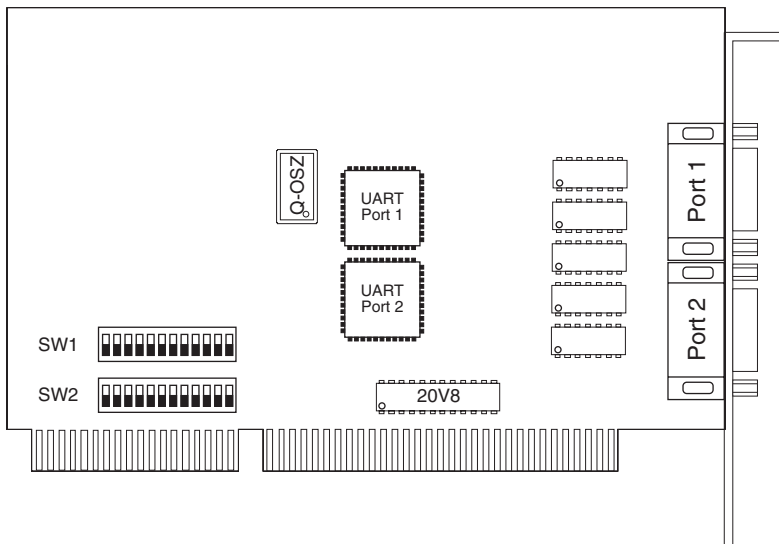 Q-OSZ
UART
Port 1
Port 1
UART
Port 2
Port 2
SW1
SW2
20V8